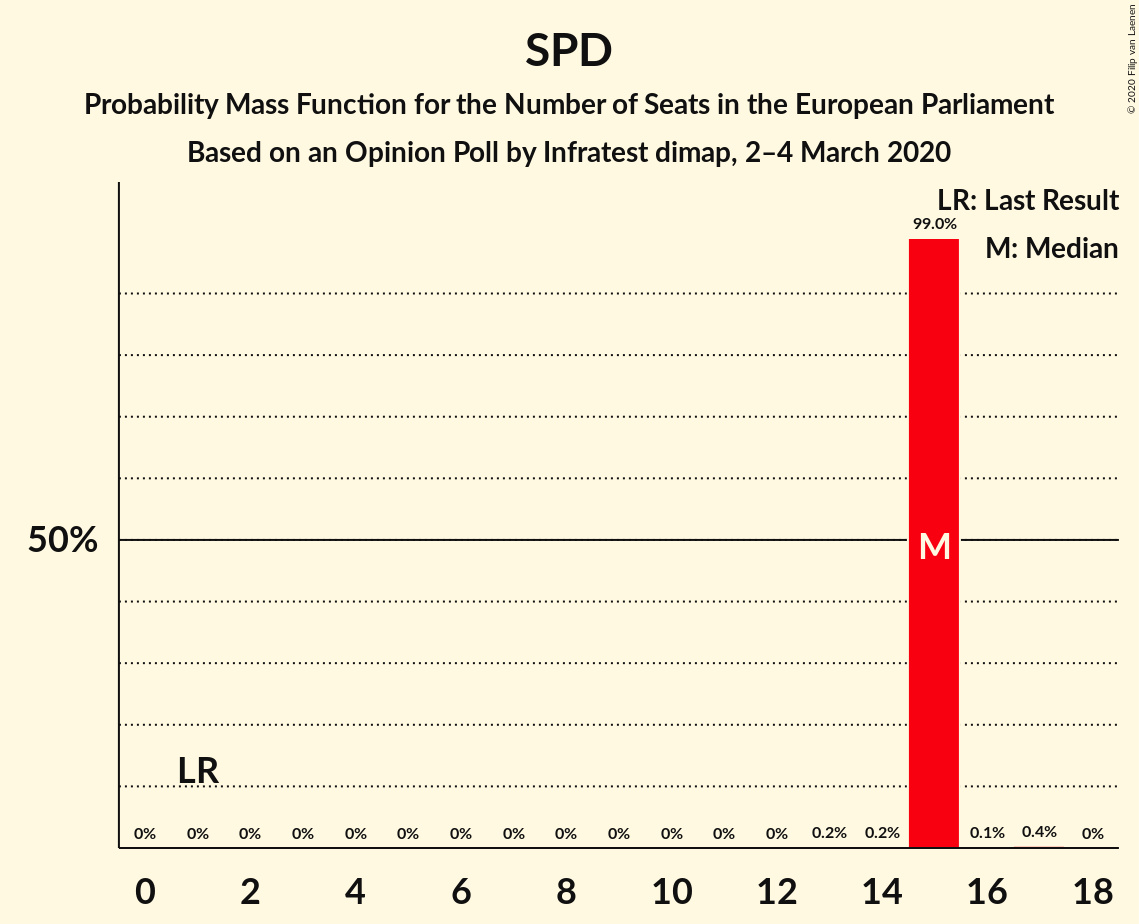 SPD
Probability Mass Function for the Number of Seats in the European Parliament
Based on an Opinion Poll by Infratest dimap, 2–4 March 2020
© 2020 Filip van Laenen
LR: Last Result
99.0%
M: Median
50%
M
LR
0% 0% 0% 0% 0% 0% 0% 0% 0% 0% 0% 0% 0% 0.2% 0.2% 0.1% 0.4% 0%
0 2 4 6 8 10 12 14 16 18